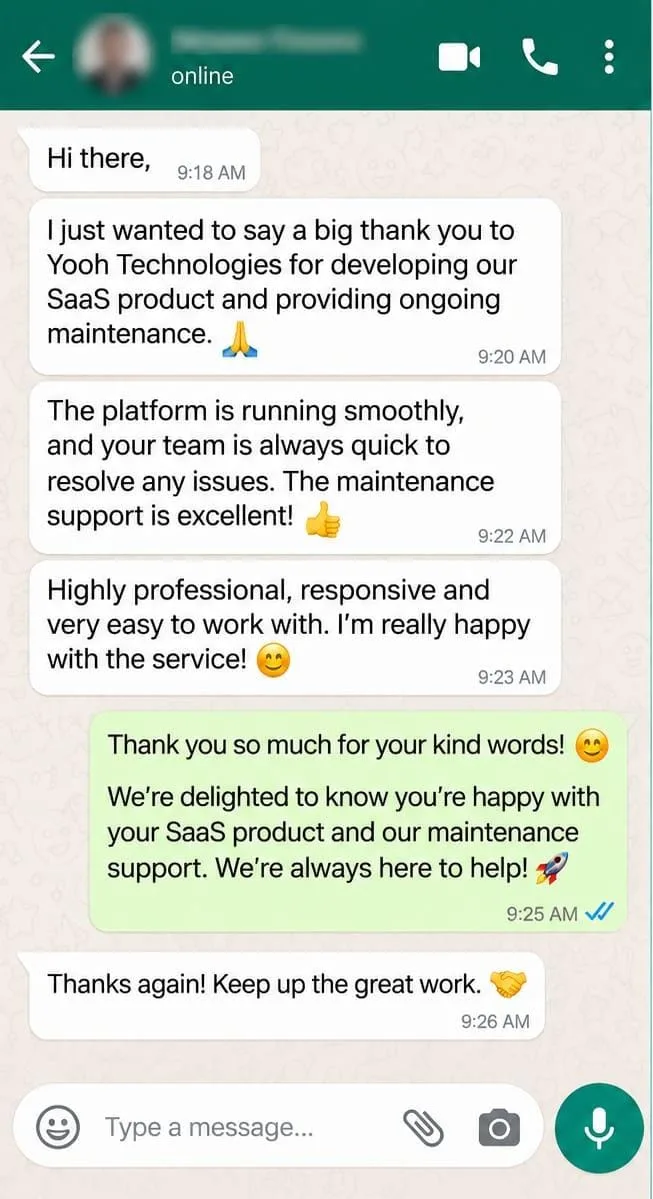 online
Hi there,
9:18 AM
I just wanted to say a big thank you to
Yooh Technologies for developing our
SaaS product and providing ongoing
maintenance. 🙏
9:20 AM
The platform is running smoothly,
and your team is always quick to
resolve any issues. The maintenance
support is excellent! 👍
9:22 AM
Highly professional, responsive and
very easy to work with. I’m really happy
with the service! 😊
9:23 AM
Thank you so much for your kind words! 😊
We’re delighted to know you’re happy with
your SaaS product and our maintenance
support. We’re always here to help! 🚀
9:25 AM
Thanks again! Keep up the great work. 🤝
9:26 AM
Type a message...